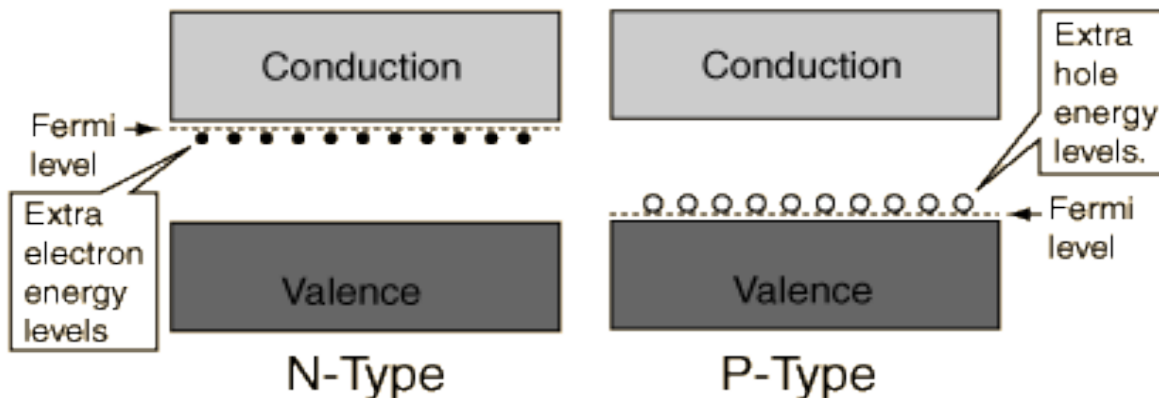 Conduction
Fermi
level
Extra
electron
energy
levels
Valence
N-Type
Conduction
Extra
hole
energy
levels.
Fermi
level
Valence
P-Type